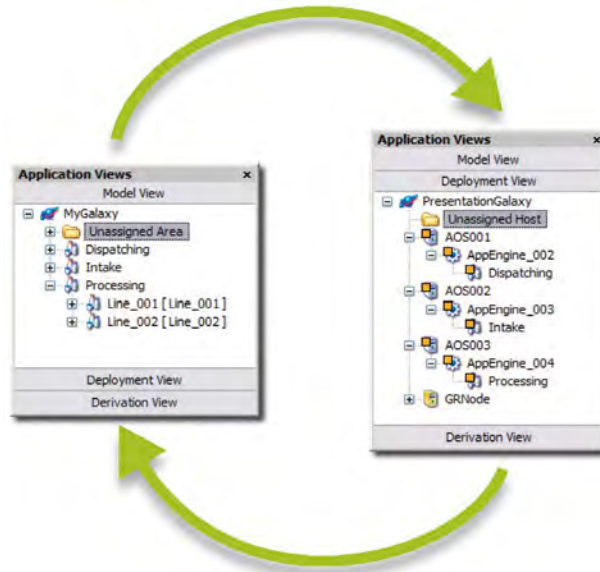 Application Views
Model View
MyGalaxy
Unassigned Area
Dispatching
Intake
Processing
Line_001 [ Line_001 ]
Line_002 [ Line_002 ]
Deployment View
Derivation View
Application Views
Model View
Deployment View
PresentationGalaxy
Unassigned Host
AOS001
AppEngine_002
Dispatching
AOS002
AppEngine_003
Intake
AOS003
AppEngine_004
Processing
GRNode
Derivation View